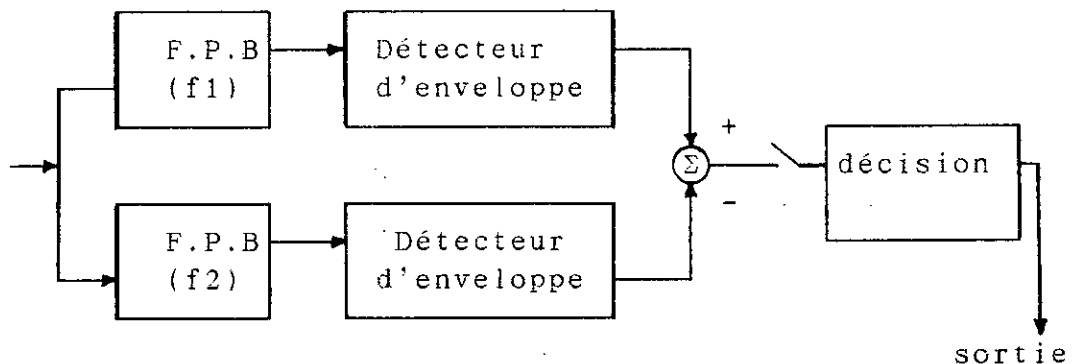 F.P.B
(f1)
Détecteur
d'enveloppe
+
Σ
-
décision
F.P.B
(f2)
Détecteur
d'enveloppe
sortie